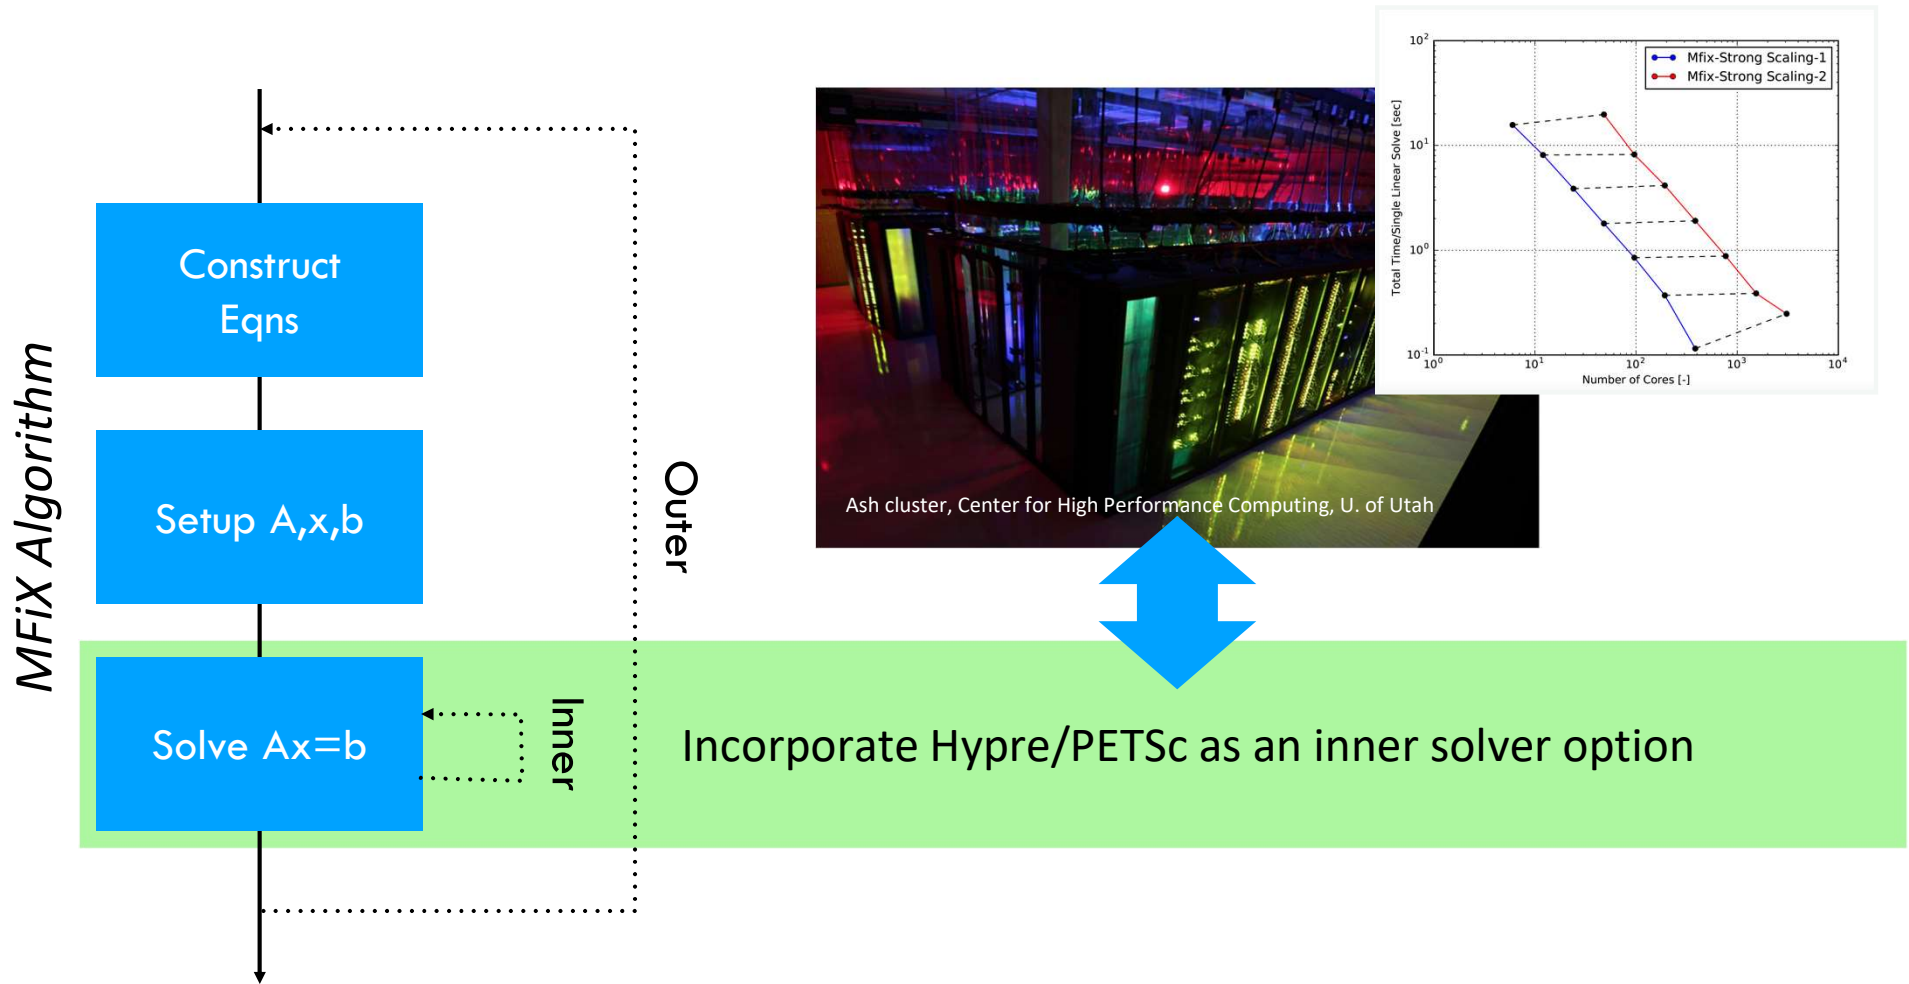 MFiX Algorithm
Construct
Eqns
Setup A,x,b
Solve Ax=b
Inner
Outer
Ash cluster, Center for High Performance Computing, U. of Utah
10^2
10^1
10^0
10^-1
Total Time/Single Linear Solve [sec]
Mfix-Strong Scaling-1
Mfix-Strong Scaling-2
10^0 10^1 10^2 10^3 10^4
Number of Cores [-]
Incorporate Hypre/PETSc as an inner solver option